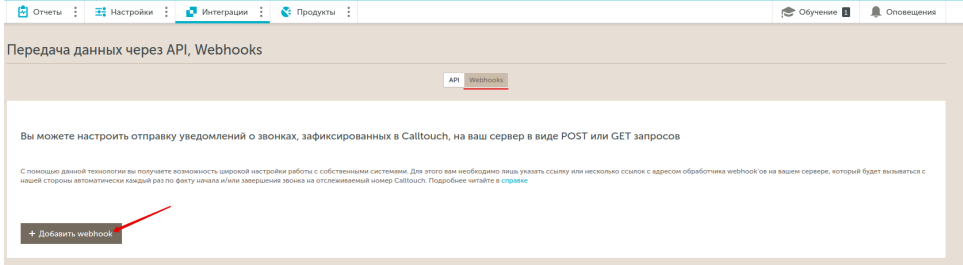 Отчеты Настройки Интеграции Продукты Обучение 1 Оповещения
Передача данных через API, Webhooks
API Webhooks
Вы можете настроить отправку уведомлений о звонках, зафиксированных в Calltouch, на ваш сервер в виде POST или GET запросов
С помощью данной технологии вы получаете возможность широкой настройки работы с собственными системами. Для этого вам необходимо лишь указать ссылку или несколько ссылок с адресом обработчика webhook'ов на вашем сервере, который будет вызываться с
нашей стороны автоматически каждый раз по факту начала и/или завершения звонка на отслеживаемый номер Calltouch. Подробнее читайте в справке
+ Добавить webhook